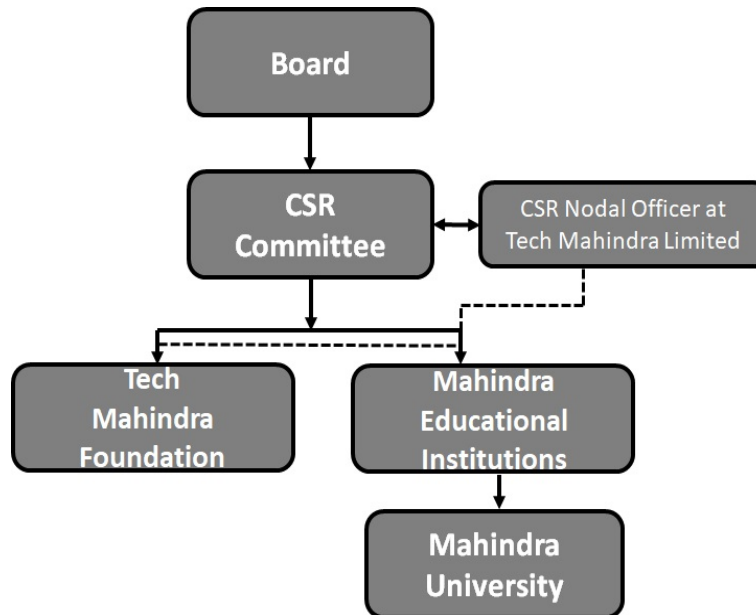 Board
CSR
Committee
CSR Nodal Officer at
Tech Mahindra Limited
Tech
Mahindra
Foundation
Mahindra
Educational
Institutions
Mahindra
University